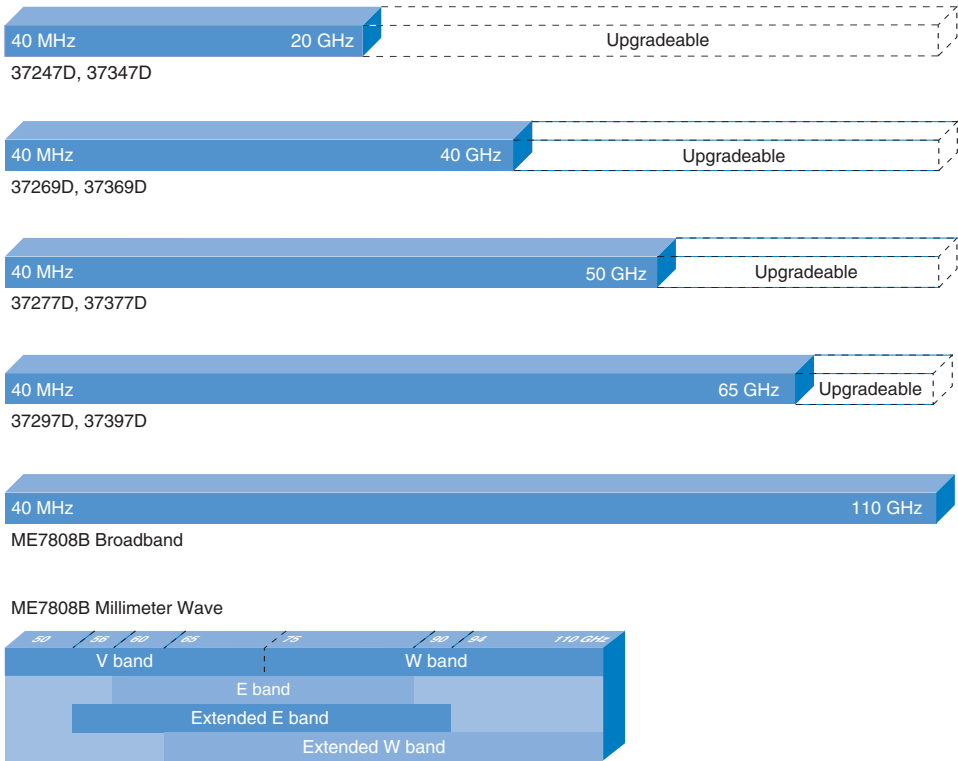 40 MHz 20 GHz Upgradeable
37247D, 37347D
40 MHz 40 GHz Upgradeable
37269D, 37369D
40 MHz 50 GHz Upgradeable
37277D, 37377D
40 MHz 65 GHz Upgradeable
37297D, 37397D
40 MHz 110 GHz
ME7808B Broadband
ME7808B Millimeter Wave
50 56 60 65 75 90 94 110 GHz
V band W band
E band
Extended E band
Extended W band